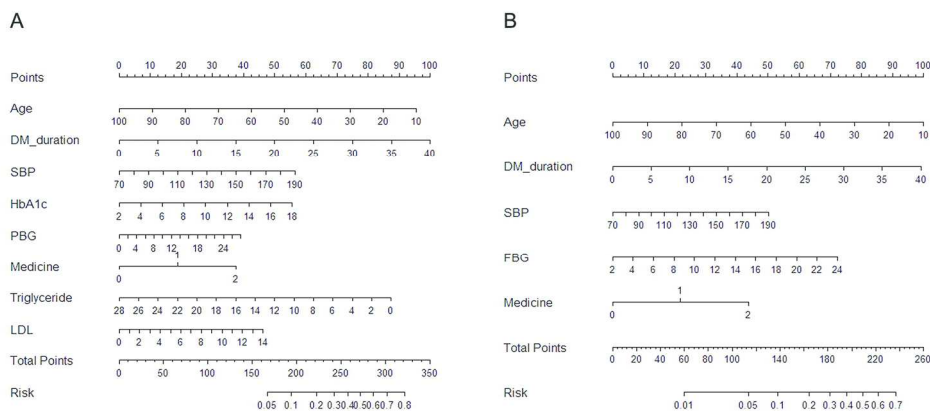 A
Points 0 10 20 30 40 50 60 70 80 90 100
Age 100 90 80 70 60 50 40 30 20 10
DM_duration 0 5 10 15 20 25 30 35 40
SBP 70 90 110 130 150 170 190
HbA1c 2 4 6 8 10 12 14 16 18
PBG 0 4 8 12 18 24
Medicine 0 1 2
Triglyceride 28 26 24 22 20 18 16 14 12 10 8 6 4 2 0
LDL 0 2 4 6 8 10 12 14
Total Points 0 50 100 150 200 250 300 350
Risk 0.05 0.1 0.2 0.30 0.4 0.5 0.6 0.7 0.8
B
Points 0 10 20 30 40 50 60 70 80 90 100
Age 100 90 80 70 60 50 40 30 20 10
DM_duration 0 5 10 15 20 25 30 35 40
SBP 70 90 110 130 150 170 190
FBG 2 4 6 8 10 12 14 16 18 20 22 24
Medicine 0 1 2
Total Points 0 20 40 60 80 100 140 180 220 260
Risk 0.01 0.05 0.1 0.2 0.3 0.4 0.5 0.6 0.7